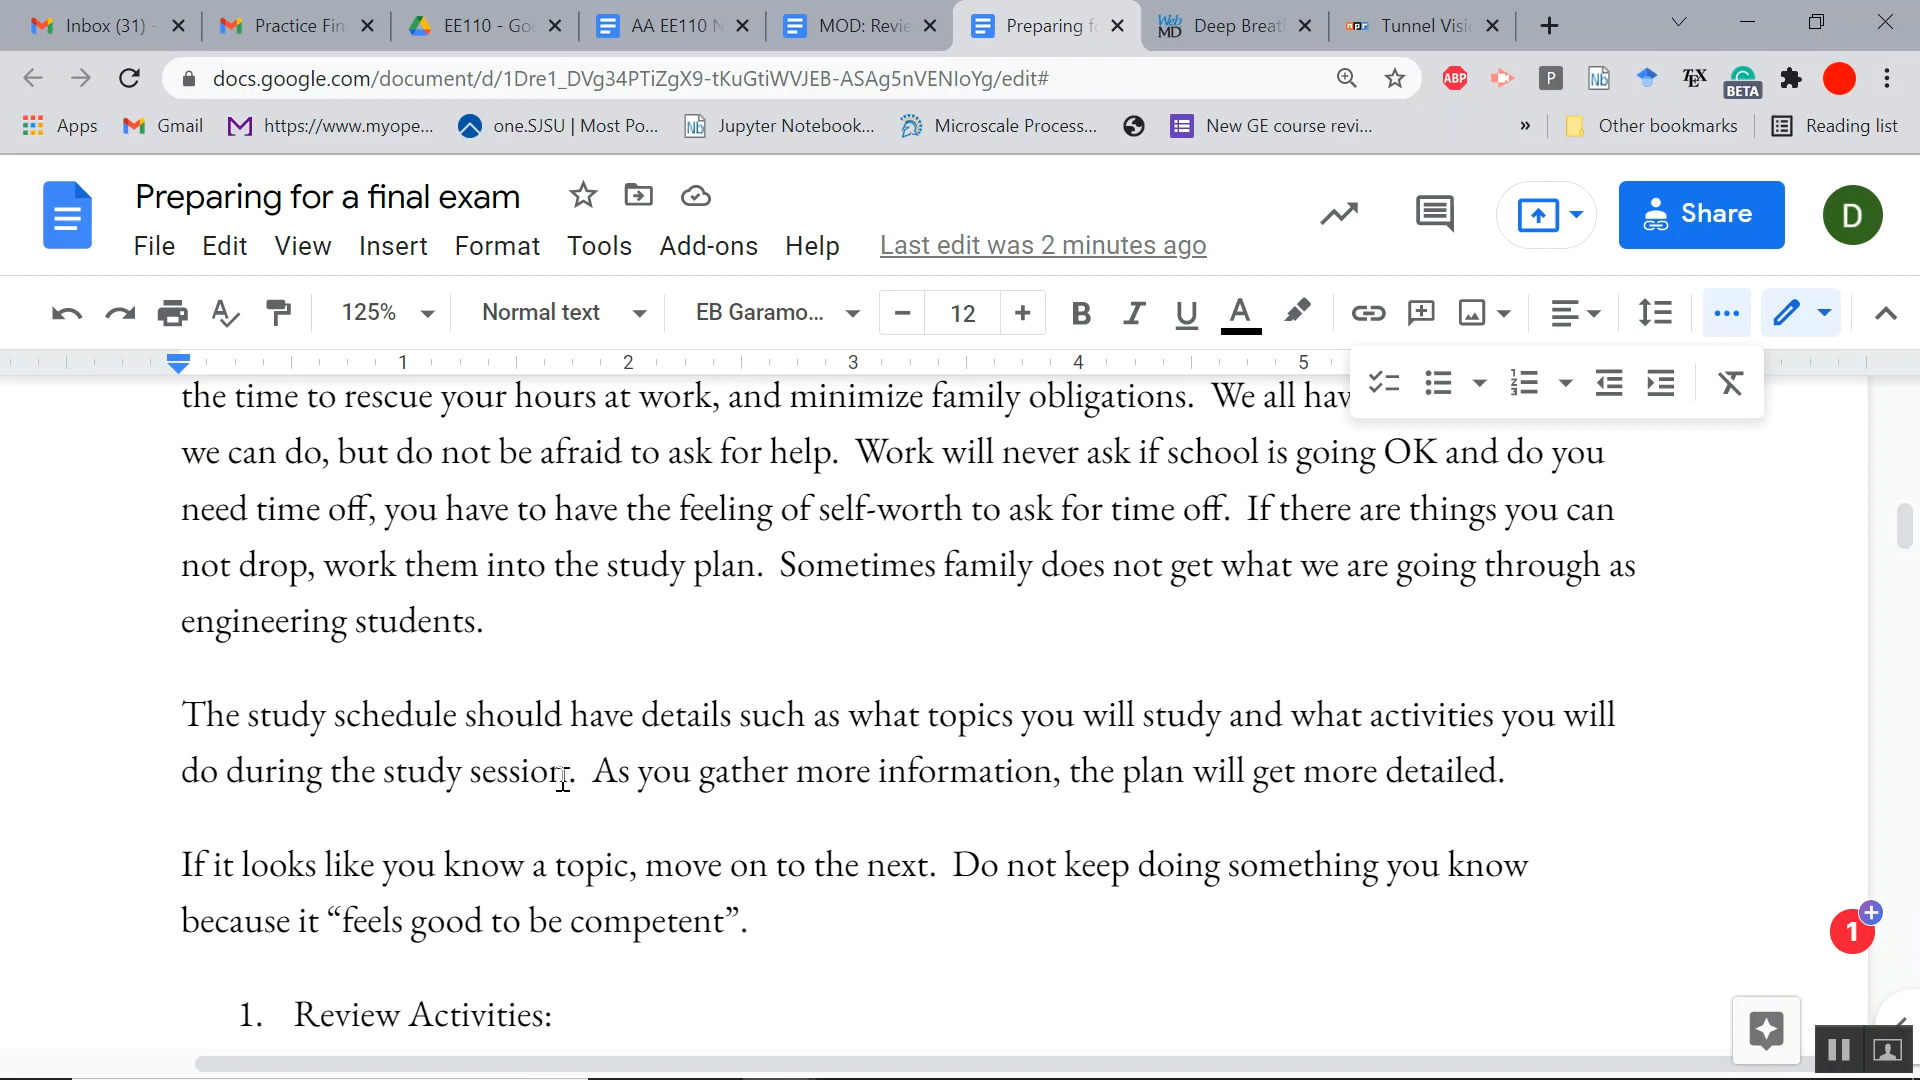 Inbox (31) - Practice Fin EE110 - Go AA EE110 N MOD: Revie Preparing f Deep Breat Tunnel Visi
docs.google.com/document/d/1Dre1_DVg34PTiZgX9-tKuGtiWVJEB-ASAg5nVENIoYg/edit#
ABP P Nb TEX BETA
Apps Gmail https://www.myope... one.SJSU | Most Po... Jupyter Notebook... Microscale Process... New GE course revi... » Other bookmarks Reading list
Preparing for a final exam
Share D
File Edit View Insert Format Tools Add-ons Help Last edit was 2 minutes ago
125% Normal text EB Garamo... − 12 + B I U A
1 2 3 4 5
the time to rescue your hours at work, and minimize family obligations. We all hav
we can do, but do not be afraid to ask for help. Work will never ask if school is going OK and do you
need time off, you have to have the feeling of self-worth to ask for time off. If there are things you can
not drop, work them into the study plan. Sometimes family does not get what we are going through as
engineering students.
The study schedule should have details such as what topics you will study and what activities you will
do during the study session. As you gather more information, the plan will get more detailed.
If it looks like you know a topic, move on to the next. Do not keep doing something you know
because it “feels good to be competent”.
1
1. Review Activities: